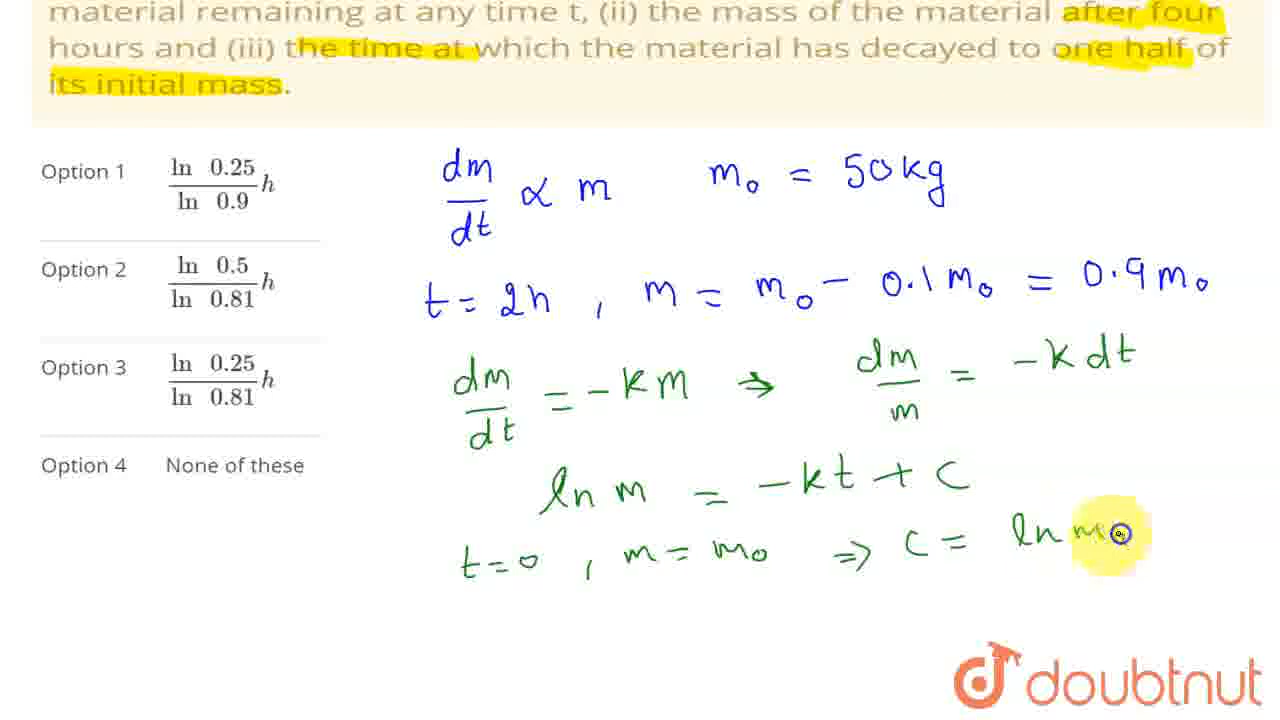 material remaining at any time t, (ii) the mass of the material after four
hours and (iii) the time at which the material has decayed to one half of
its initial mass.
Option 1 ln 0.25 / ln 0.9 h
Option 2 ln 0.5 / ln 0.81 h
Option 3 ln 0.25 / ln 0.81 h
Option 4 None of these
dm/dt ∝ m m₀ = 50kg
t = 2h , m = m₀ - 0.1 m₀ = 0.9 m₀
dm/dt = -km ⇒ dm/m = -k dt
ln m = -kt + c
t=0 , m = m₀ ⇒ c = ln m₀
doubtnut